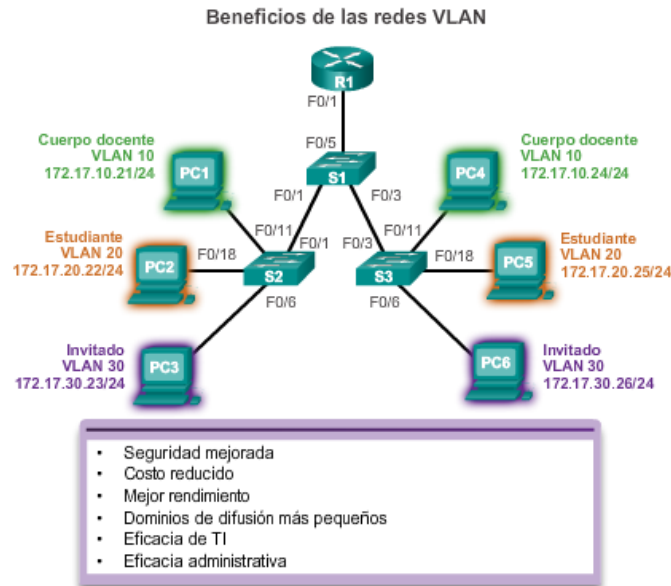 Beneficios de las redes VLAN
R1
F0/1
F0/5
S1
F0/1
F0/3
Cuerpo docente
VLAN 10
172.17.10.21/24
PC1
Cuerpo docente
VLAN 10
172.17.10.24/24
PC4
F0/11
F0/1
F0/3
F0/11
Estudiante
VLAN 20
172.17.20.22/24
PC2
F0/18
S2
S3
F0/18
PC5
Estudiante
VLAN 20
172.17.20.25/24
F0/6
F0/6
Invitado
VLAN 30
172.17.30.23/24
PC3
PC6
Invitado
VLAN 30
172.17.30.26/24
• Seguridad mejorada
• Costo reducido
• Mejor rendimiento
• Dominios de difusión más pequeños
• Eficacia de TI
• Eficacia administrativa